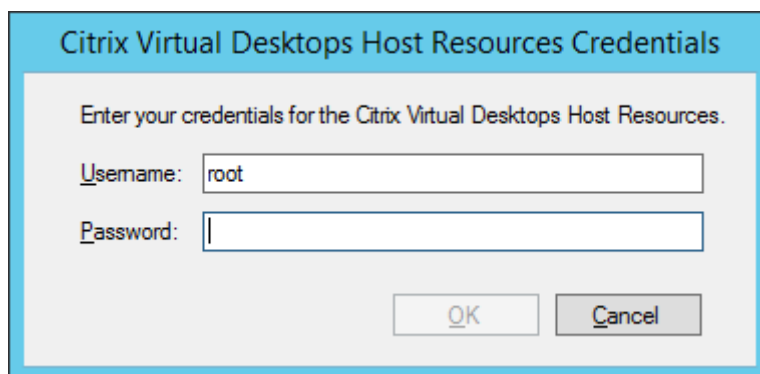 Citrix Virtual Desktops Host Resources Credentials
Enter your credentials for the Citrix Virtual Desktops Host Resources.
Username: root
Password:
OK Cancel